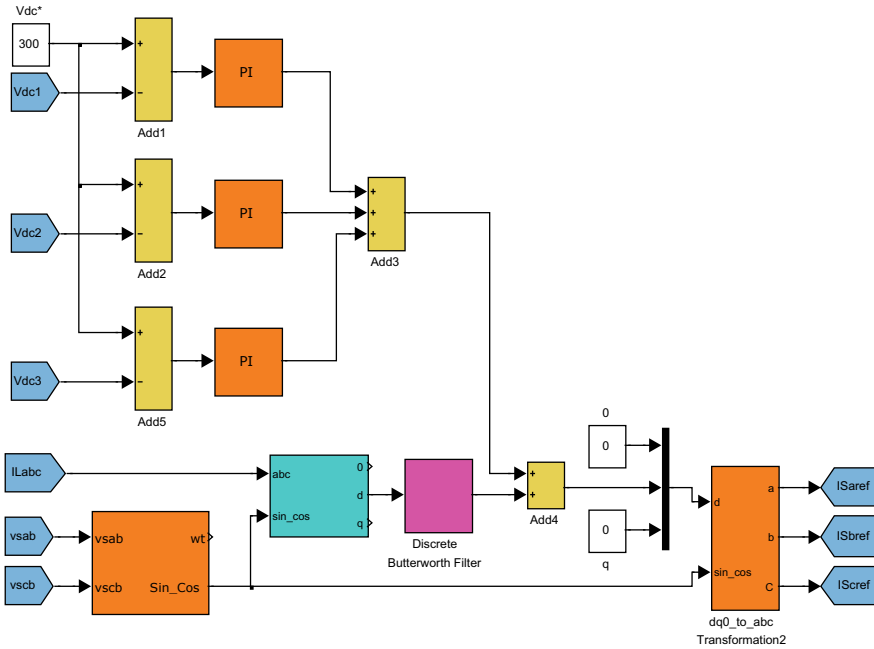 Vdc*
300
+
Vdc1
−
PI
Add1
+
Vdc2
−
PI
Add2
+
+
+
Add3
+
Vdc3
−
PI
Add5
ILabc
abc
0
sin_cos
d
q
Discrete
Butterworth Filter
+
+
Add4
0
0
0
q
vsab
vsab
wt
vscb
vscb
Sin_Cos
d
a
sin_cos
b
C
dq0_to_abc
Transformation2
ISaref
ISbref
IScref